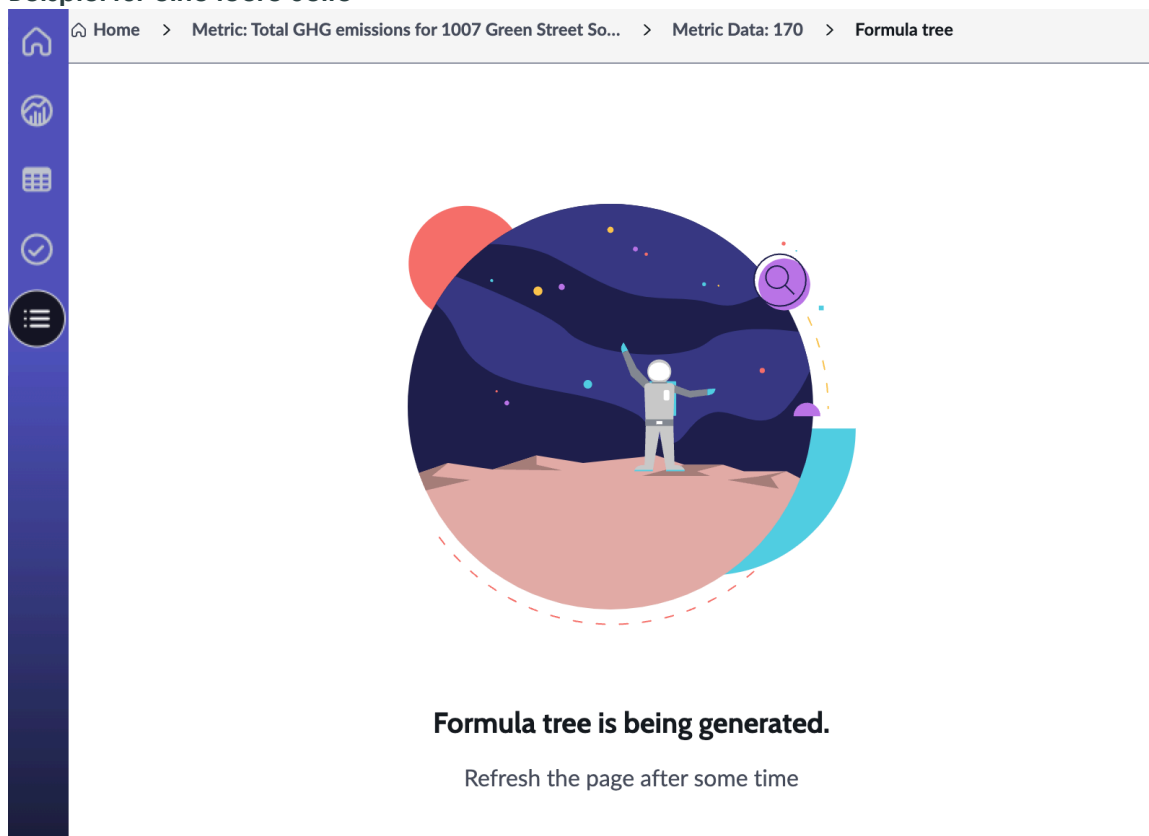 Home > Metric: Total GHG emissions for 1007 Green Street So... > Metric Data: 170 > Formula tree
Formula tree is being generated.
Refresh the page after some time